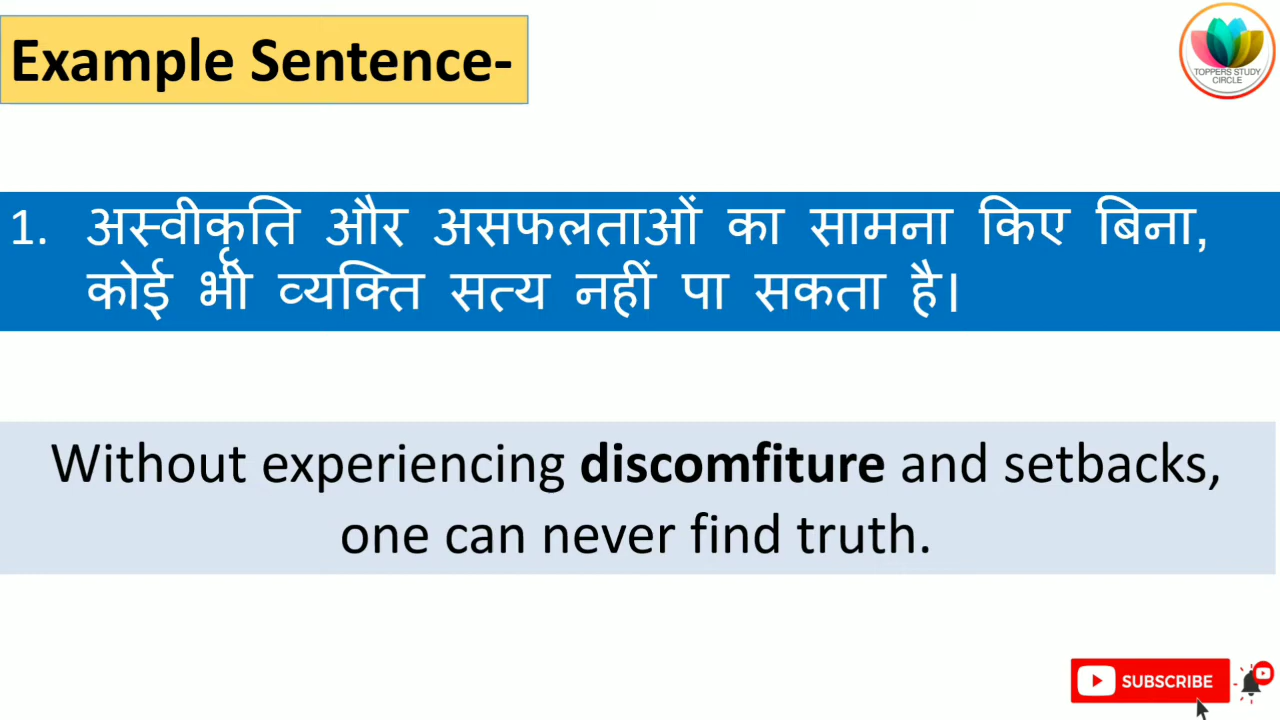 Example Sentence-
TOPPERS STUDY
CIRCLE
1. अस्वीकृति और असफलताओं का सामना किए बिना,
कोई भी व्यक्ति सत्य नहीं पा सकता है।
Without experiencing discomfiture and setbacks,
one can never find truth.
SUBSCRIBE